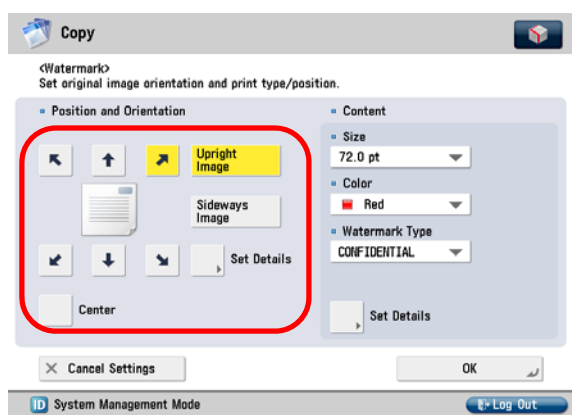 Copy
<Watermark>
Set original image orientation and print type/position.
Position and Orientation
Upright
Image
Sideways
Image
Set Details
Center
Content
Size
72.0 pt
Color
Red
Watermark Type
CONFIDENTIAL
Set Details
Cancel Settings
OK
ID System Management Mode
Log Out